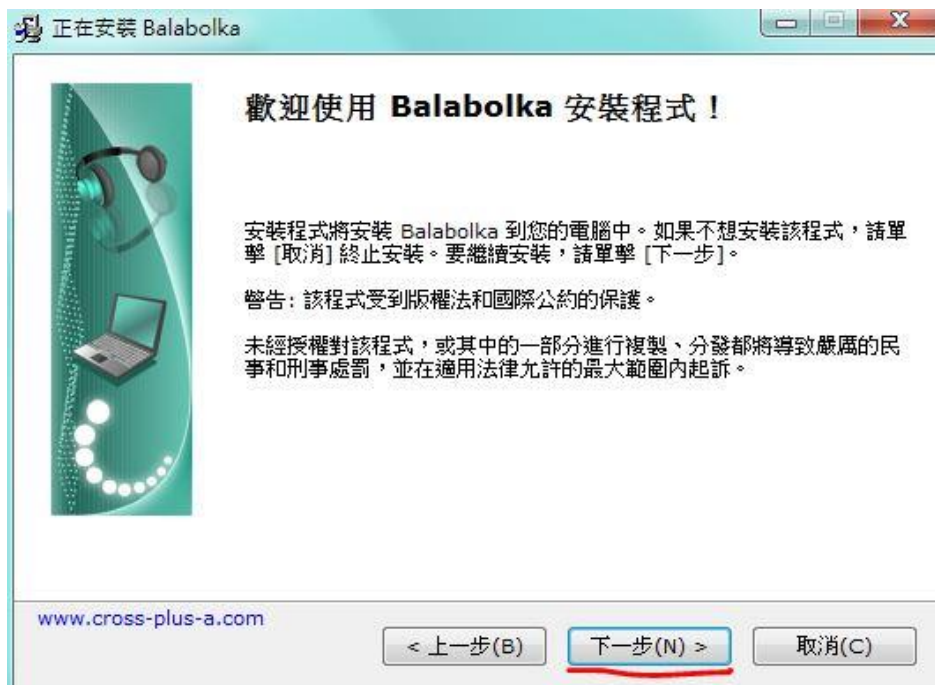 正在安裝 Balabolka
歡迎使用 Balabolka 安裝程式！
安裝程式將安裝 Balabolka 到您的電腦中。如果不想安裝該程式，請單
擊 [取消] 終止安裝。要繼續安裝，請單擊 [下一步]。
警告: 該程式受到版權法和國際公約的保護。
未經授權對該程式，或其中的一部分進行複製、分發都將導致嚴厲的民
事和刑事處罰，並在適用法律允許的最大範圍內起訴。
www.cross-plus-a.com
< 上一步(B)
下一步(N) >
取消(C)